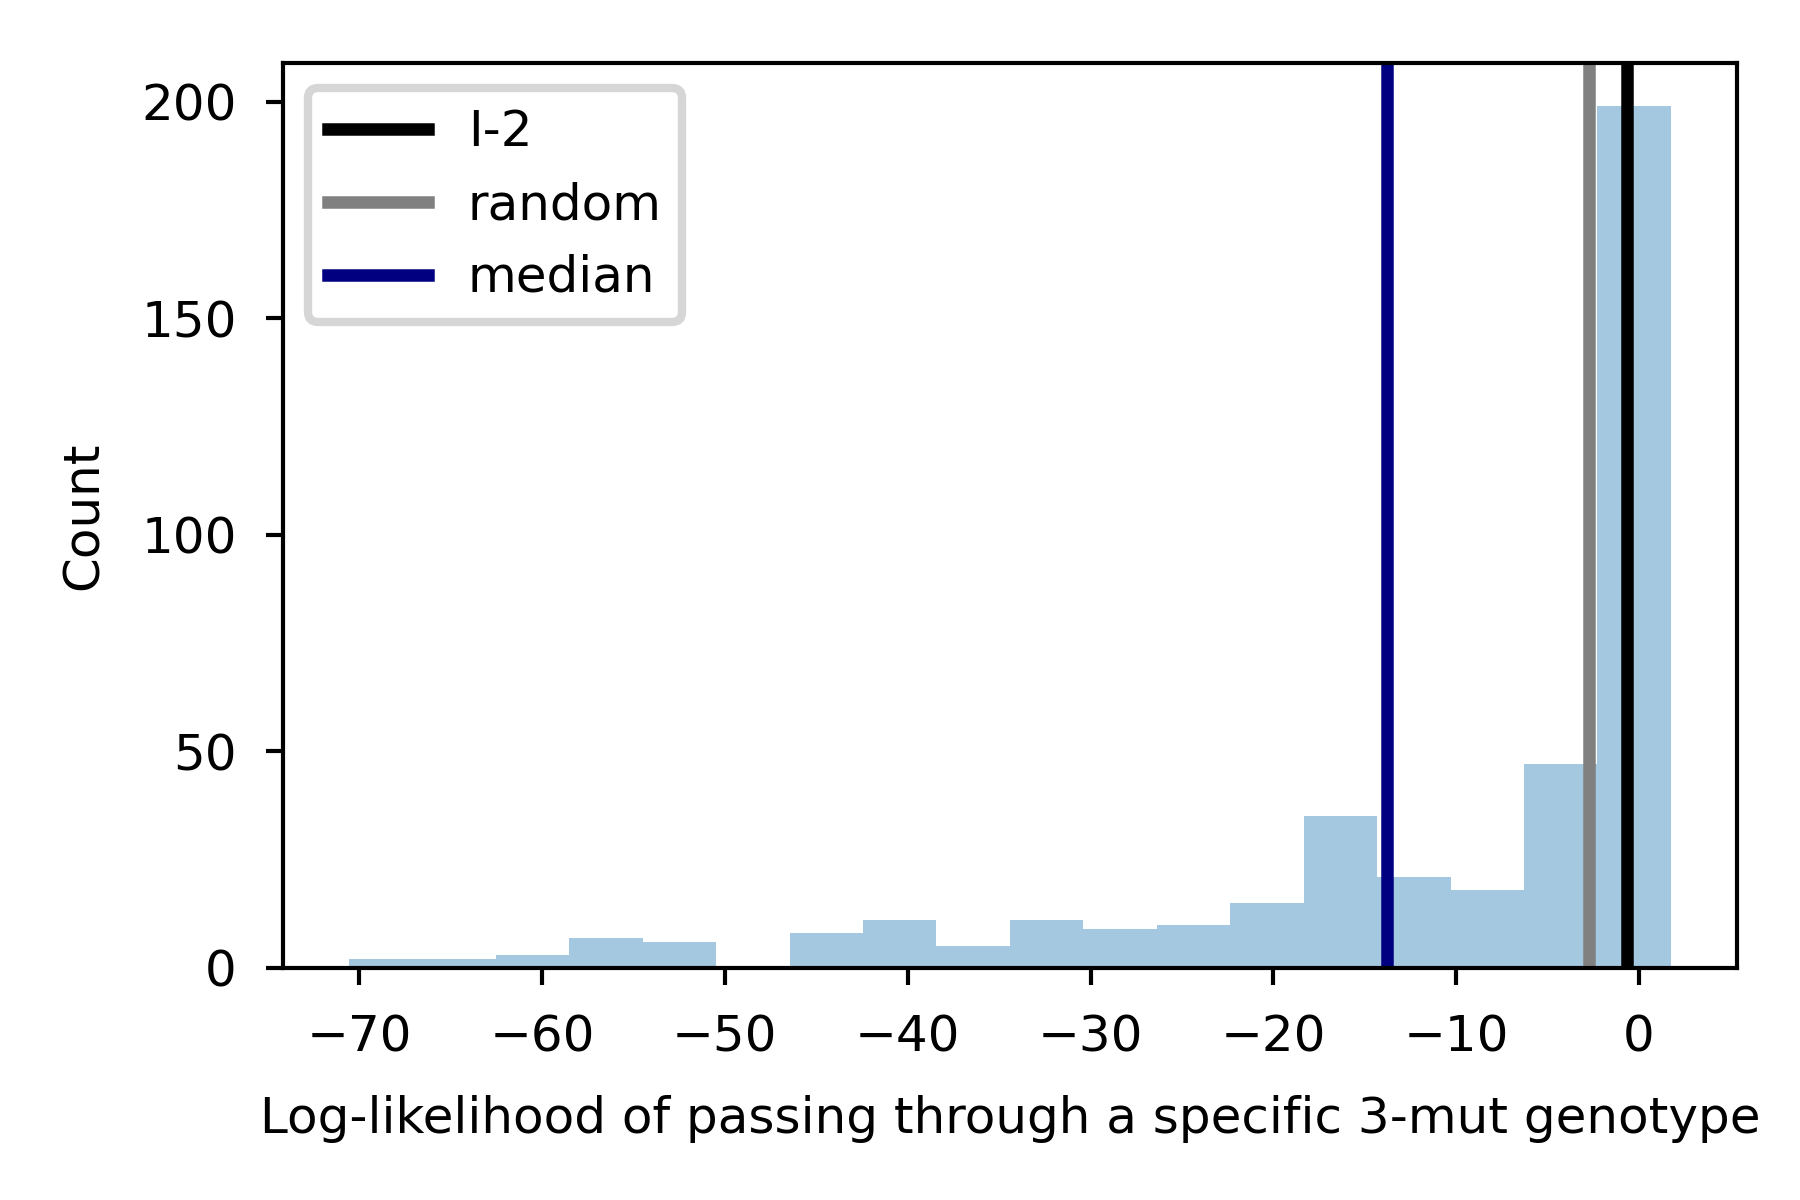 200
150
100
50
0
Count
I-2
random
median
−70 −60 −50 −40 −30 −20 −10 0
Log-likelihood of passing through a specific 3-mut genotype